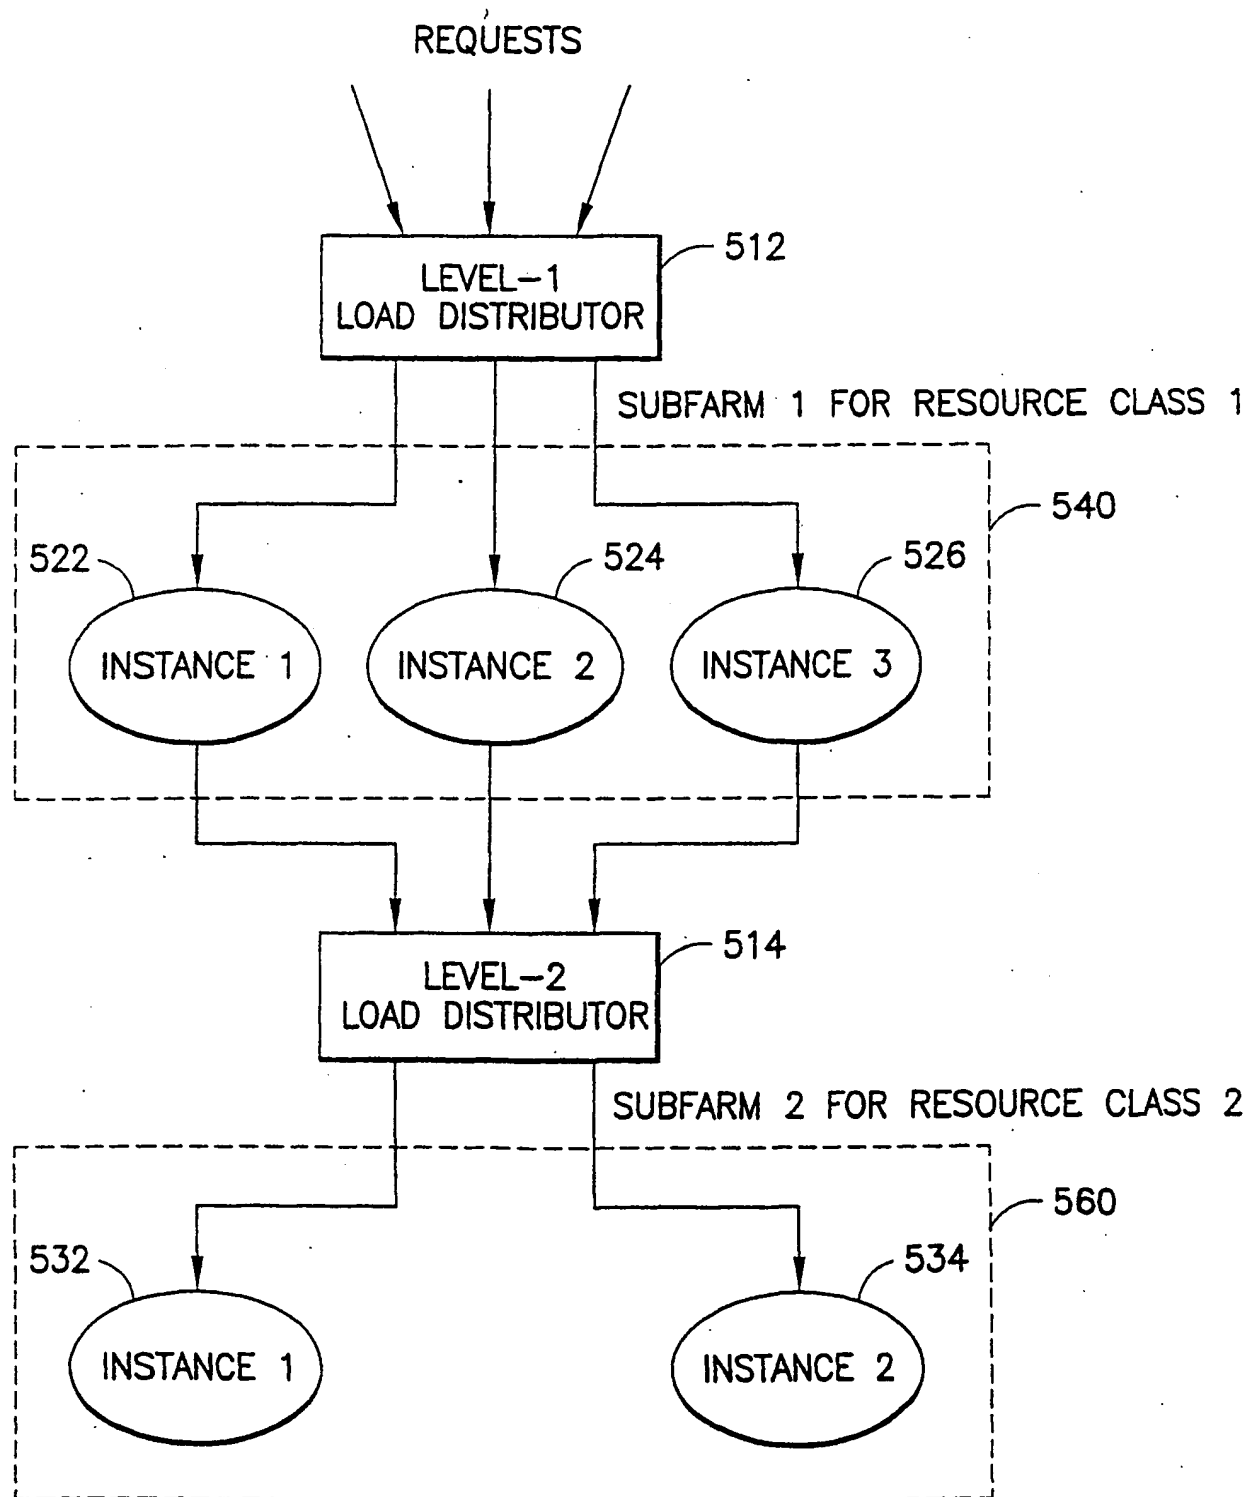 REQUESTS
512
LEVEL-1
LOAD DISTRIBUTOR
SUBFARM 1 FOR RESOURCE CLASS 1
540
522
524
526
INSTANCE 1
INSTANCE 2
INSTANCE 3
514
LEVEL-2
LOAD DISTRIBUTOR
SUBFARM 2 FOR RESOURCE CLASS 2
560
532
534
INSTANCE 1
INSTANCE 2